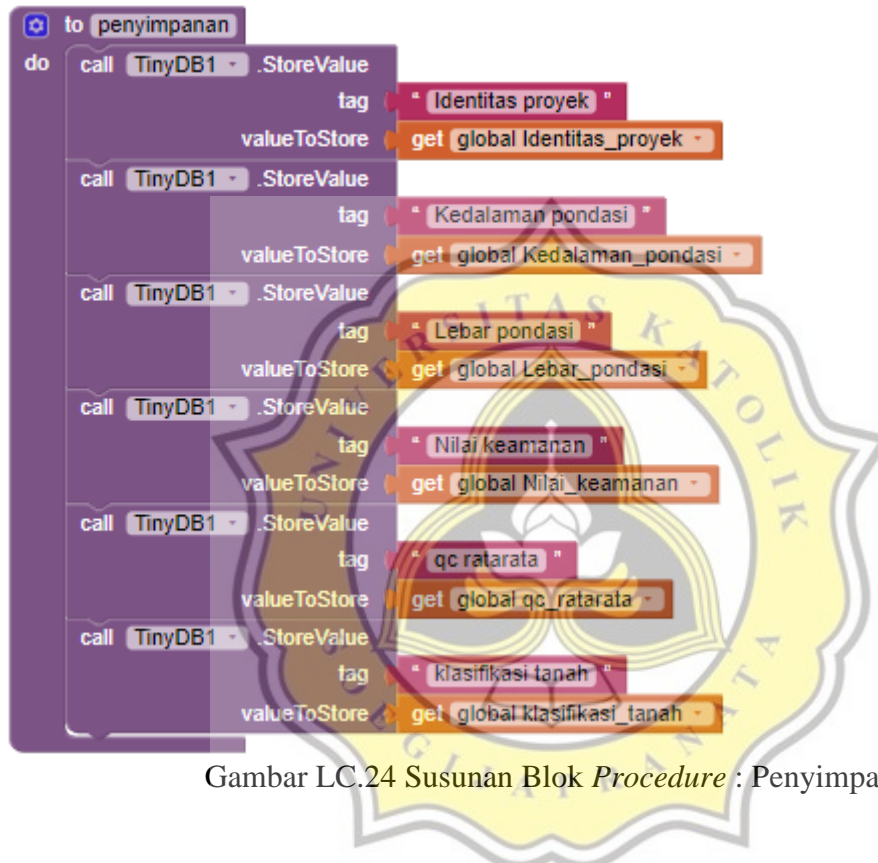 to penyimpanan
do call TinyDB1 .StoreValue
tag " Identitas proyek "
valueToStore get global Identitas_proyek
call TinyDB1 .StoreValue
tag " Kedalaman pondasi "
valueToStore get global Kedalaman_pondasi
call TinyDB1 .StoreValue
tag " Lebar pondasi "
valueToStore get global Lebar_pondasi
call TinyDB1 .StoreValue
tag " Nilai keamanan "
valueToStore get global Nilai_keamanan
call TinyDB1 .StoreValue
tag " qc ratarata "
valueToStore get global qc_ratarata
call TinyDB1 .StoreValue
tag " klasifikasi tanah "
valueToStore get global klasifikasi_tanah
UNIVERSITAS KATOLIK
SOEGIJAPRANATA
Gambar LC.24 Susunan Blok Procedure : Penyimpa